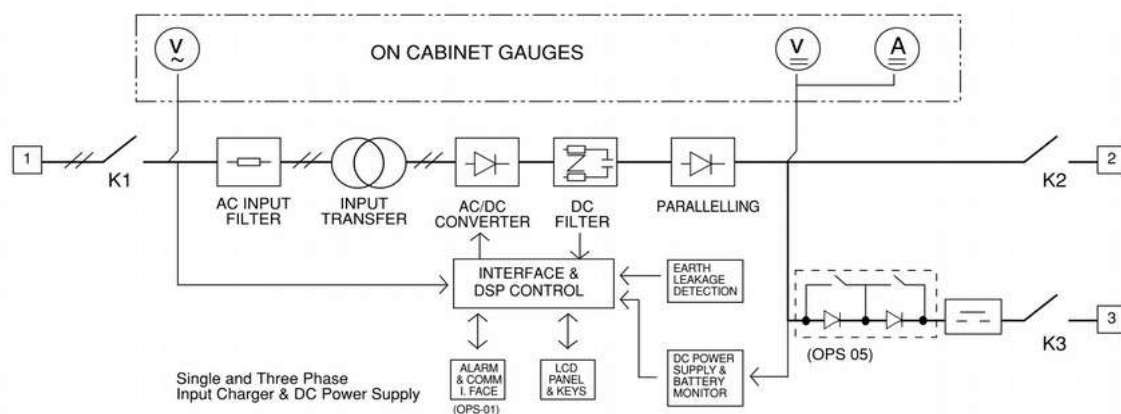 V
~
ON CABINET GAUGES
V
A
1
K1
AC INPUT
FILTER
INPUT
TRANSFER
AC/DC
CONVERTER
DC
FILTER
PARALLELLING
K2
2
INTERFACE &
DSP CONTROL
EARTH
LEAKAGE
DETECTION
(OPS 05)
K3
3
ALARM
& COMM
I. FACE
(OPS-01)
LCD
PANEL
& KEYS
DC POWER
SUPPLY &
BATTERY
MONITOR
Single and Three Phase
Input Charger & DC Power Supply